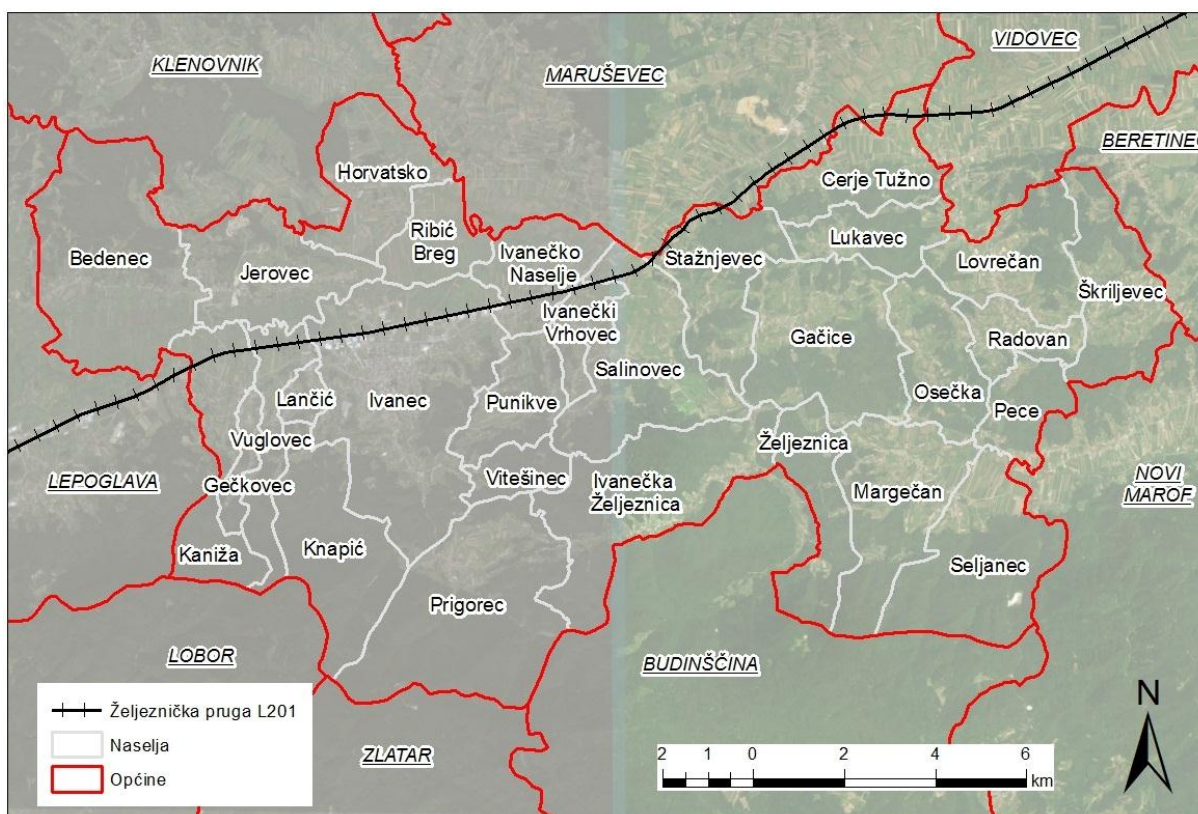 VIDOVEC
KLENOVNIK
MARUŠEVEC
BERETINEC
Horvatsko
Cerje Tužno
Ribić
Breg
Lukavec
Ivanečko
Naselje
Bedenec
Jerovec
Stažnjevec
Lovrečan
Škriljevec
Ivanečki
Vrhovec
Gačice
Radovan
Salinovec
Lančić
Ivanec
Punikve
Osečka
Pece
Vuglovec
Željeznica
LEPOGLAVA
Gečkovec
Vitešinec
Ivanečka
Željeznica
Margečan
NOVI
MAROF
Kaniža
Knapić
Seljanec
Prigorec
LOBOR
BUDINŠČINA
ZLATAR
Željeznička pruga L201
Naselja
Općine
2 1 0 2 4 6
km
N